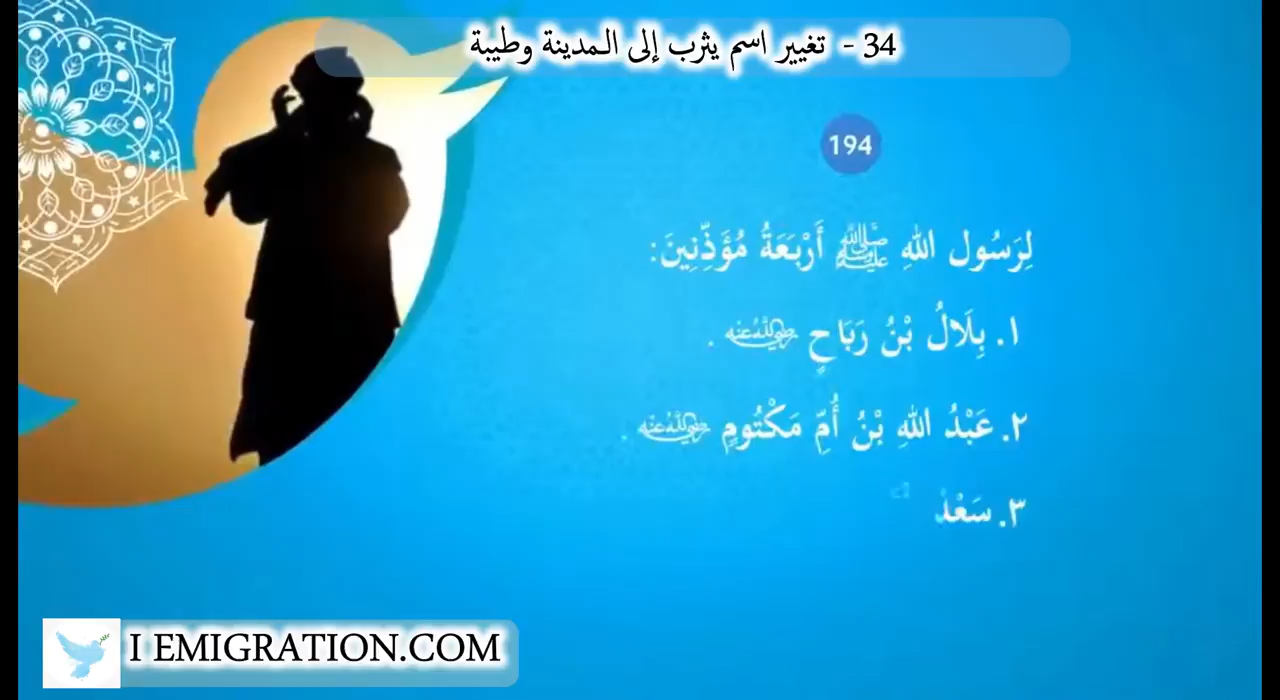 34 - تغيير اسم يثرب إلى المدينة وطيبة
194
لِرَسُول اللهِ ﷺ أَرْبَعَةُ مُؤَذِّنِينَ:
١. بِلَالُ بْنُ رَبَاحٍ رضي الله عنه .
٢. عَبْدُ اللهِ بْنُ أُمِّ مَكْتُومٍ رضي الله عنه .
٣. سَعْدُ
I EMIGRATION.COM